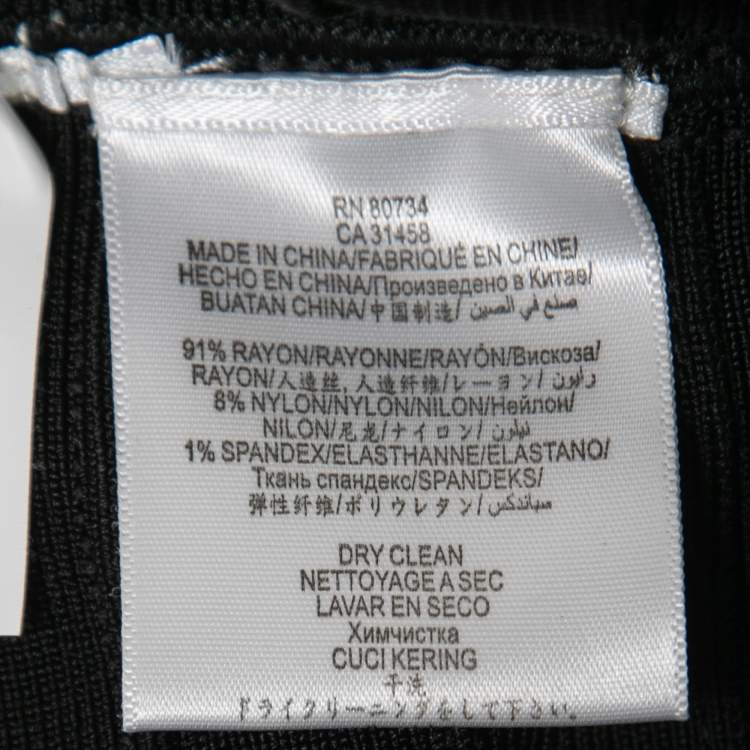 RN 80734
CA 31458
MADE IN CHINA/FABRIQUÉ EN CHINE/
HECHO EN CHINA/Произведено в Китае/
BUATAN CHINA/中国制造/ صنع في الصين
91% RAYON/RAYONNE/RAYÓN/Вискоза/
RAYON/人造丝, 人造纤维/レーヨン/ رايون/
8% NYLON/NYLON/NILON/Нейлон/
NILON/尼龙/ナイロン/ نيلون/
1% SPANDEX/ELASTHANNE/ELASTANO/
Ткань спандекс/SPANDEKS/
弹性纤维/ポリウレタン/ سباندكس/
DRY CLEAN
NETTOYAGE A SEC
LAVAR EN SECO
Химчистка
CUCI KERING
干洗
ドライクリーニングをして下さい。